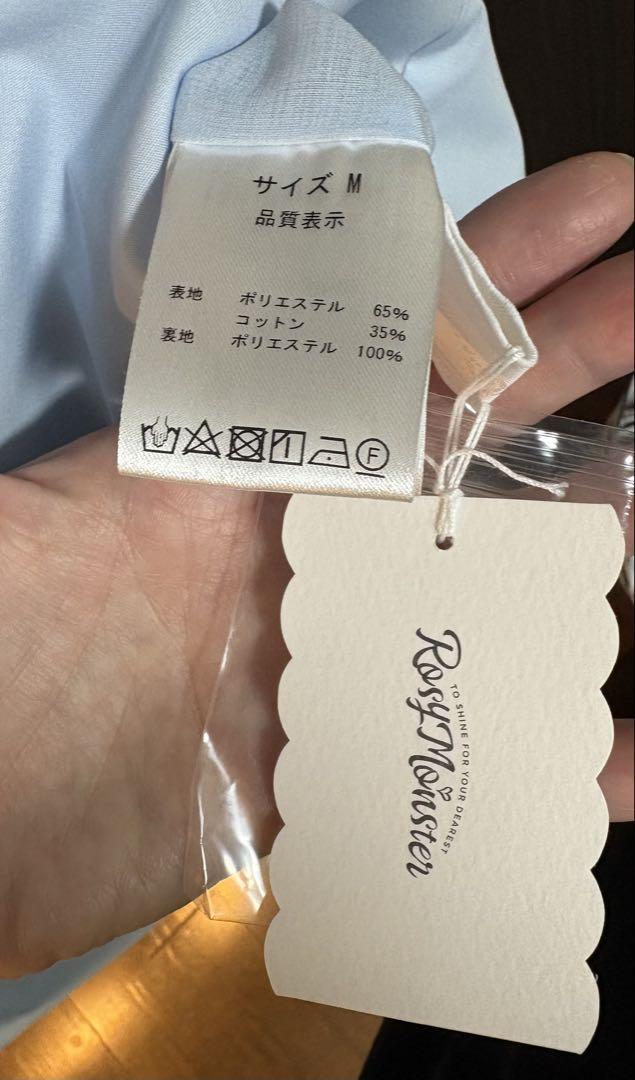 サイズ M
品質表示
表地 ポリエステル 65%
コットン 35%
裏地 ポリエステル 100%
F
RosyMonster
TO SHINE FOR YOUR DEAREST